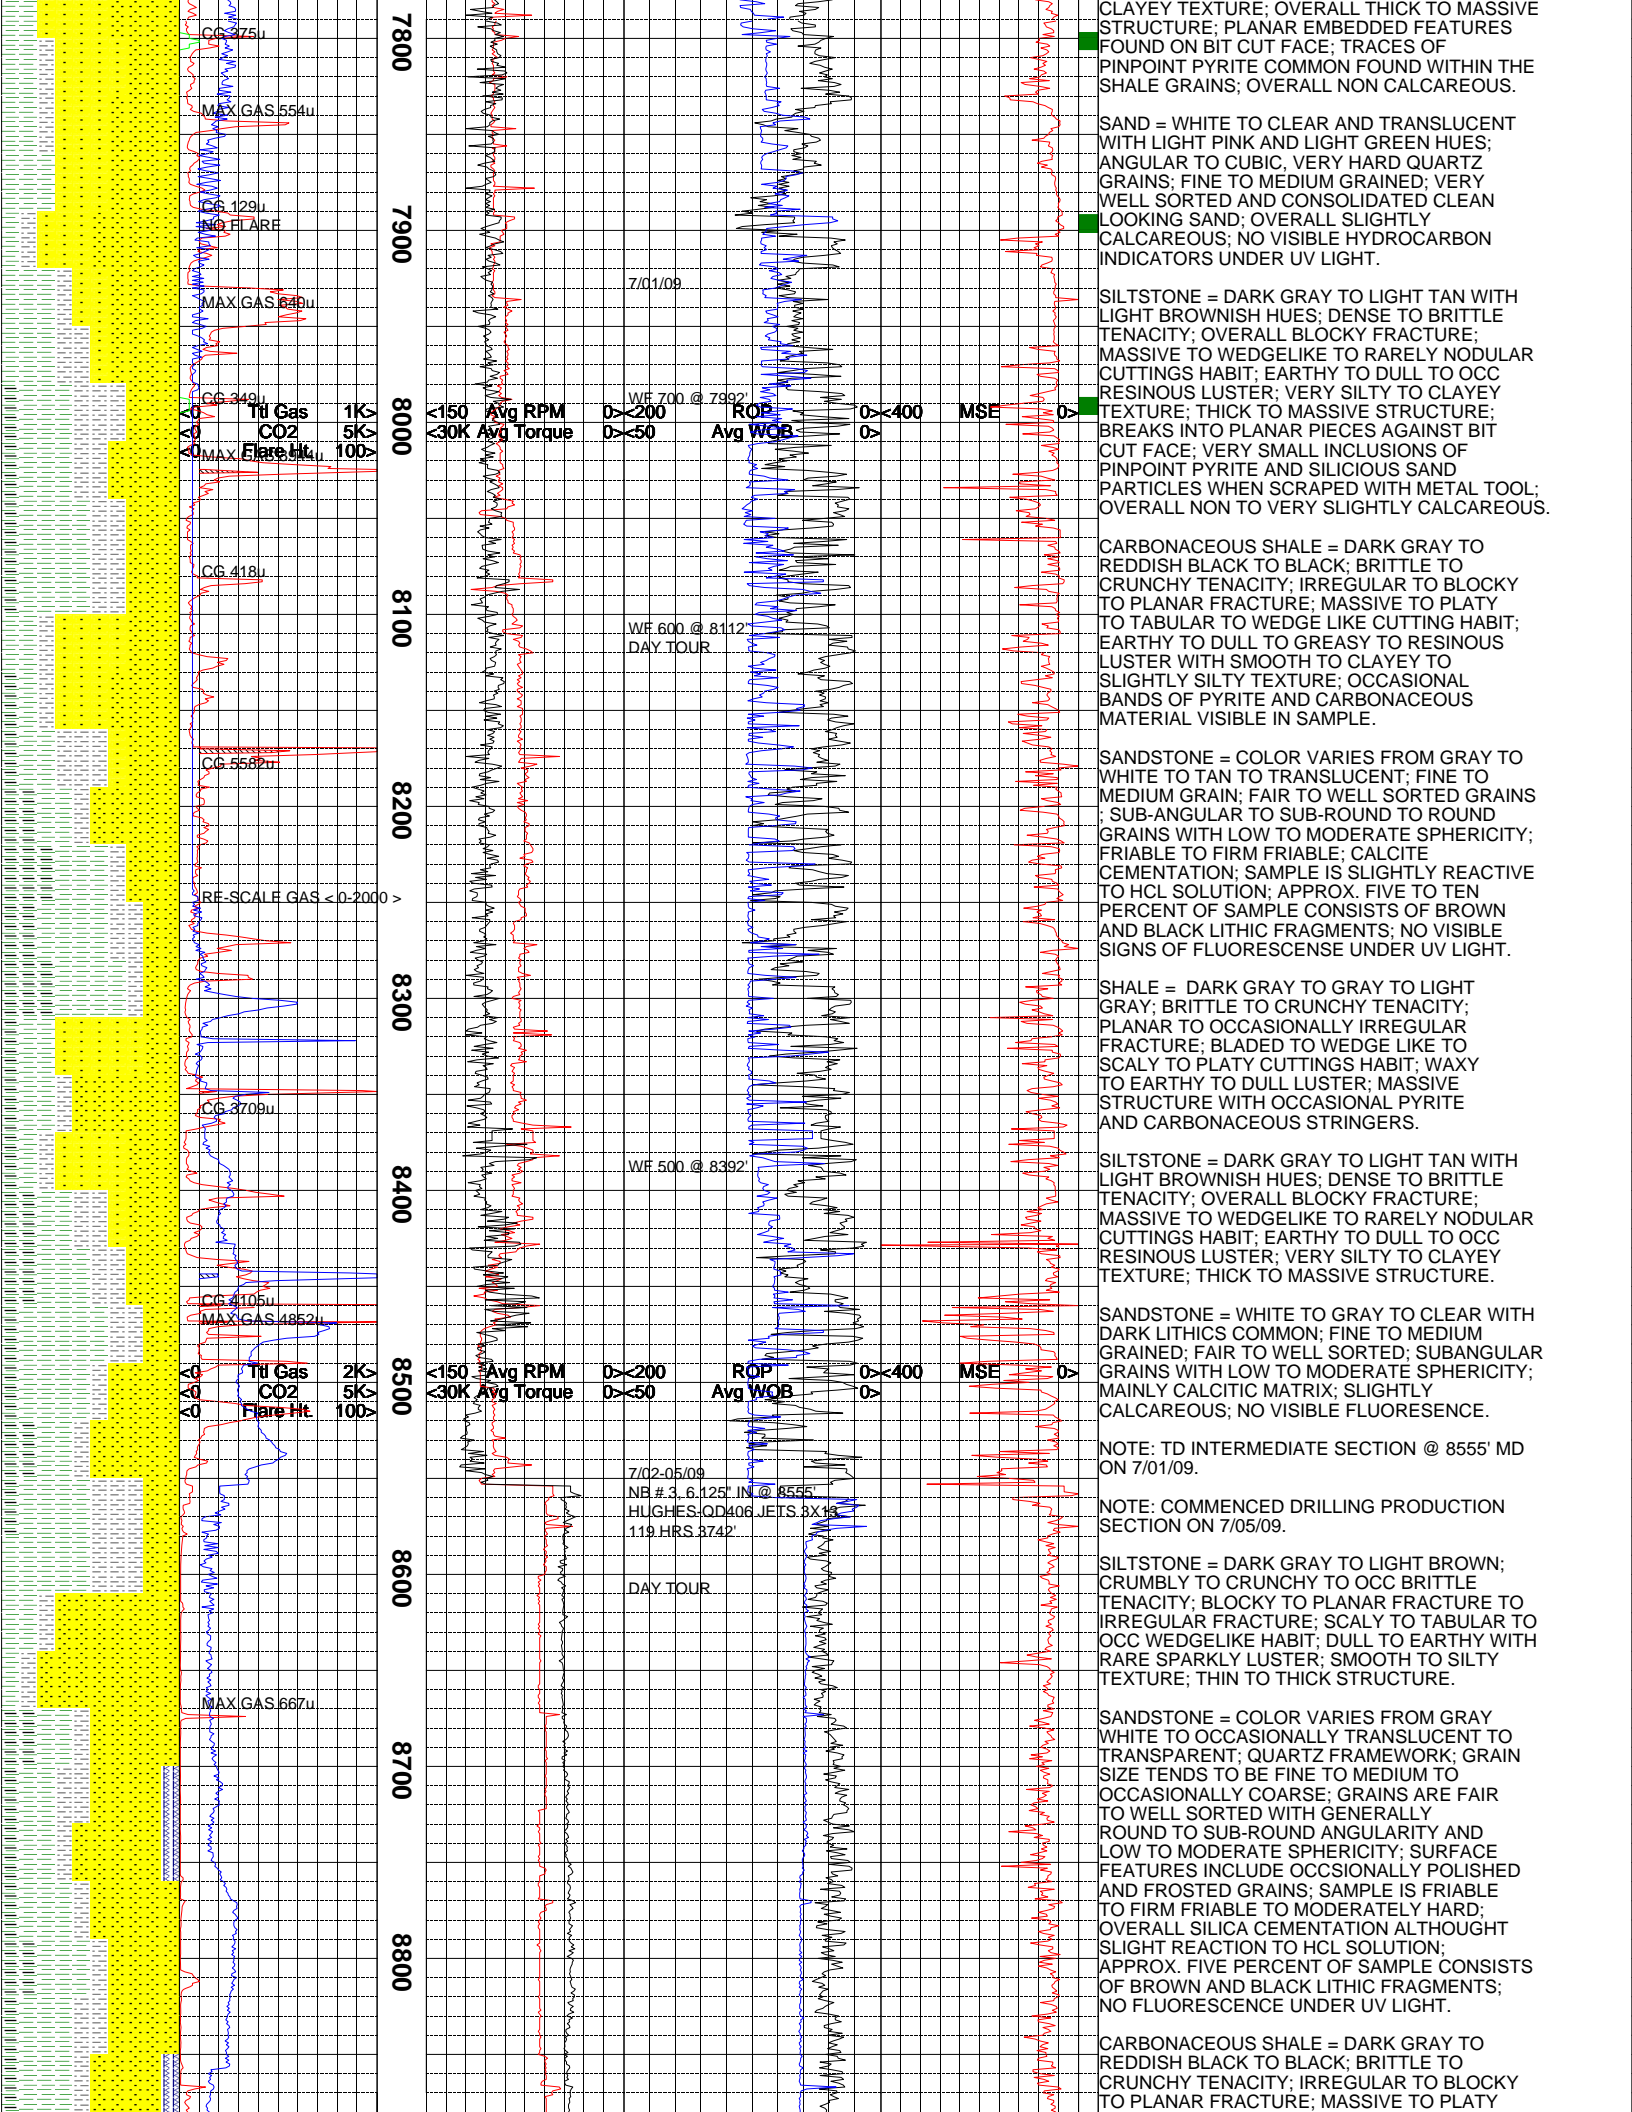 CLAYEY TEXTURE; OVERALL THICK TO MASSIVE
STRUCTURE; PLANAR EMBEDDED FEATURES
FOUND ON BIT CUT FACE; TRACES OF
PINPOINT PYRITE COMMON FOUND WITHIN THE
SHALE GRAINS; OVERALL NON CALCAREOUS.
SAND = WHITE TO CLEAR AND TRANSLUCENT
WITH LIGHT PINK AND LIGHT GREEN HUES;
ANGULAR TO CUBIC, VERY HARD QUARTZ
GRAINS; FINE TO MEDIUM GRAINED; VERY
WELL SORTED AND CONSOLIDATED CLEAN
LOOKING SAND; OVERALL SLIGHTLY
CALCAREOUS; NO VISIBLE HYDROCARBON
INDICATORS UNDER UV LIGHT.
SILTSTONE = DARK GRAY TO LIGHT TAN WITH
LIGHT BROWNISH HUES; DENSE TO BRITTLE
TENACITY; OVERALL BLOCKY FRACTURE;
MASSIVE TO WEDGELIKE TO RARELY NODULAR
CUTTINGS HABIT; EARTHY TO DULL TO OCC
RESINOUS LUSTER; VERY SILTY TO CLAYEY
TEXTURE; THICK TO MASSIVE STRUCTURE;
BREAKS INTO PLANAR PIECES AGAINST BIT
CUT FACE; VERY SMALL INCLUSIONS OF
PINPOINT PYRITE AND SILICIOUS SAND
PARTICLES WHEN SCRAPED WITH METAL TOOL;
OVERALL NON TO VERY SLIGHTLY CALCAREOUS.
CARBONACEOUS SHALE = DARK GRAY TO
REDDISH BLACK TO BLACK; BRITTLE TO
CRUNCHY TENACITY; IRREGULAR TO BLOCKY
TO PLANAR FRACTURE; MASSIVE TO PLATY
TO TABULAR TO WEDGE LIKE CUTTING HABIT;
EARTHY TO DULL TO GREASY TO RESINOUS
LUSTER WITH SMOOTH TO CLAYEY TO
SLIGHTLY SILTY TEXTURE; OCCASIONAL
BANDS OF PYRITE AND CARBONACEOUS
MATERIAL VISIBLE IN SAMPLE.
SANDSTONE = COLOR VARIES FROM GRAY TO
WHITE TO TAN TO TRANSLUCENT; FINE TO
MEDIUM GRAIN; FAIR TO WELL SORTED GRAINS
; SUB-ANGULAR TO SUB-ROUND TO ROUND
GRAINS WITH LOW TO MODERATE SPHERICITY;
FRIABLE TO FIRM FRIABLE; CALCITE
CEMENTATION; SAMPLE IS SLIGHTLY REACTIVE
TO HCL SOLUTION; APPROX. FIVE TO TEN
PERCENT OF SAMPLE CONSISTS OF BROWN
AND BLACK LITHIC FRAGMENTS; NO VISIBLE
SIGNS OF FLUORESCENSE UNDER UV LIGHT.
SHALE = DARK GRAY TO GRAY TO LIGHT
GRAY; BRITTLE TO CRUNCHY TENACITY;
PLANAR TO OCCASIONALLY IRREGULAR
FRACTURE; BLADED TO WEDGE LIKE TO
SCALY TO PLATY CUTTINGS HABIT; WAXY
TO EARTHY TO DULL LUSTER; MASSIVE
STRUCTURE WITH OCCASIONAL PYRITE
AND CARBONACEOUS STRINGERS.
SILTSTONE = DARK GRAY TO LIGHT TAN WITH
LIGHT BROWNISH HUES; DENSE TO BRITTLE
TENACITY; OVERALL BLOCKY FRACTURE;
MASSIVE TO WEDGELIKE TO RARELY NODULAR
CUTTINGS HABIT; EARTHY TO DULL TO OCC
RESINOUS LUSTER; VERY SILTY TO CLAYEY
TEXTURE; THICK TO MASSIVE STRUCTURE.
SANDSTONE = WHITE TO GRAY TO CLEAR WITH
DARK LITHICS COMMON; FINE TO MEDIUM
GRAINED; FAIR TO WELL SORTED; SUBANGULAR
GRAINS WITH LOW TO MODERATE SPHERICITY;
MAINLY CALCITIC MATRIX; SLIGHTLY
CALCAREOUS; NO VISIBLE FLUORESENCE.
NOTE: TD INTERMEDIATE SECTION @ 8555' MD
ON 7/01/09.
NOTE: COMMENCED DRILLING PRODUCTION
SECTION ON 7/05/09.
SILTSTONE = DARK GRAY TO LIGHT BROWN;
CRUMBLY TO CRUNCHY TO OCC BRITTLE
TENACITY; BLOCKY TO PLANAR FRACTURE TO
IRREGULAR FRACTURE; SCALY TO TABULAR TO
OCC WEDGELIKE HABIT; DULL TO EARTHY WITH
RARE SPARKLY LUSTER; SMOOTH TO SILTY
TEXTURE; THIN TO THICK STRUCTURE.
SANDSTONE = COLOR VARIES FROM GRAY
WHITE TO OCCASIONALLY TRANSLUCENT TO
TRANSPARENT; QUARTZ FRAMEWORK; GRAIN
SIZE TENDS TO BE FINE TO MEDIUM TO
OCCASIONALLY COARSE; GRAINS ARE FAIR
TO WELL SORTED WITH GENERALLY
ROUND TO SUB-ROUND ANGULARITY AND
LOW TO MODERATE SPHERICITY; SURFACE
FEATURES INCLUDE OCCSIONALLY POLISHED
AND FROSTED GRAINS; SAMPLE IS FRIABLE
TO FIRM FRIABLE TO MODERATELY HARD;
OVERALL SILICA CEMENTATION ALTHOUGHT
SLIGHT REACTION TO HCL SOLUTION;
APPROX. FIVE PERCENT OF SAMPLE CONSISTS
OF BROWN AND BLACK LITHIC FRAGMENTS;
NO FLUORESCENCE UNDER UV LIGHT.
CARBONACEOUS SHALE = DARK GRAY TO
REDDISH BLACK TO BLACK; BRITTLE TO
CRUNCHY TENACITY; IRREGULAR TO BLOCKY
TO PLANAR FRACTURE; MASSIVE TO PLATY
CG 375u
MAX GAS 554u
CG 129u
NO FLARE
MAX GAS 640u
CG 349u
<0 Ttl Gas 1K>
<0 CO2 5K>
<0 Flare Ht. 100>
MAX GAS
CG 418u
CG 5582u
RE-SCALE GAS < 0-2000 >
CG 3709u
CG 4105u
MAX GAS 4852u
<0 Ttl Gas 2K>
<0 CO2 5K>
<0 Flare Ht. 100>
MAX GAS 667u
7800
7900
8000
8100
8200
8300
8400
8500
8600
8700
8800
7/01/09
WF 700 @ 7992'
<150 Avg RPM 0><200 ROP 0><400 MSE 0>
<30K Avg Torque 0><50 Avg WOB 0>
WF 600 @ 8112'
DAY TOUR
WF 500 @ 8392'
<150 Avg RPM 0><200 ROP 0><400 MSE 0>
<30K Avg Torque 0><50 Avg WOB 0>
7/02-05/09
NB # 3, 6.125" IN @ 8555'
HUGHES-QD406 JETS 3X13
119 HRS 3742'
DAY TOUR